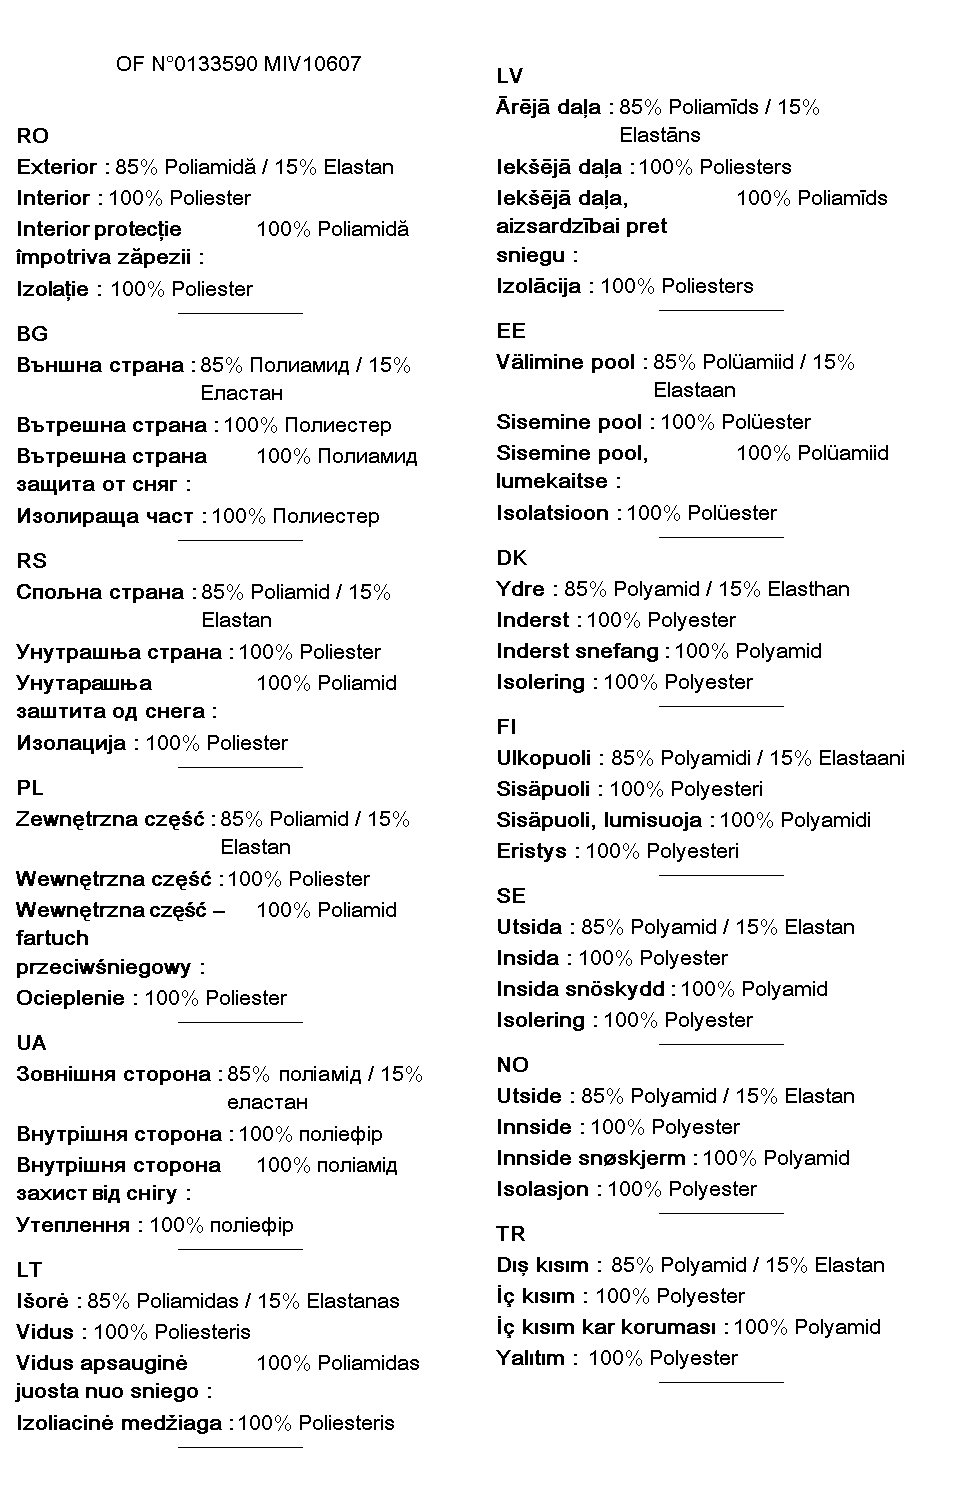 OF N°0133590 MIV10607
RO
Exterior : 85% Poliamidă / 15% Elastan
Interior : 100% Poliester
Interior protecție 100% Poliamidă
împotriva zăpezii :
Izolație : 100% Poliester
BG
Външна страна : 85% Полиамид / 15%
Еластан
Вътрешна страна : 100% Полиестер
Вътрешна страна 100% Полиамид
защита от сняг :
Изолираща част : 100% Полиестер
RS
Спољна страна : 85% Poliamid / 15%
Elastan
Унутрашња страна : 100% Poliester
Унутарашња 100% Poliamid
заштита од снега :
Изолација : 100% Poliester
PL
Zewnętrzna część : 85% Poliamid / 15%
Elastan
Wewnętrzna część : 100% Poliester
Wewnętrzna część – 100% Poliamid
fartuch
przeciwśniegowy :
Ocieplenie : 100% Poliester
UA
Зовнішня сторона : 85% поліамід / 15%
еластан
Внутрішня сторона : 100% поліефір
Внутрішня сторона 100% поліамід
захист від снігу :
Утеплення : 100% поліефір
LT
Išorė : 85% Poliamidas / 15% Elastanas
Vidus : 100% Poliesteris
Vidus apsauginė 100% Poliamidas
juosta nuo sniego :
Izoliacinė medžiaga : 100% Poliesteris
LV
Ārējā daļa : 85% Poliamīds / 15%
Elastāns
Iekšējā daļa : 100% Poliesters
Iekšējā daļa, 100% Poliamīds
aizsardzībai pret
sniegu :
Izolācija : 100% Poliesters
EE
Välimine pool : 85% Polüamiid / 15%
Elastaan
Sisemine pool : 100% Polüester
Sisemine pool, 100% Polüamiid
lumekaitse :
Isolatsioon : 100% Polüester
DK
Ydre : 85% Polyamid / 15% Elasthan
Inderst : 100% Polyester
Inderst snefang : 100% Polyamid
Isolering : 100% Polyester
FI
Ulkopuoli : 85% Polyamidi / 15% Elastaani
Sisäpuoli : 100% Polyesteri
Sisäpuoli, lumisuoja : 100% Polyamidi
Eristys : 100% Polyesteri
SE
Utsida : 85% Polyamid / 15% Elastan
Insida : 100% Polyester
Insida snöskydd : 100% Polyamid
Isolering : 100% Polyester
NO
Utside : 85% Polyamid / 15% Elastan
Innside : 100% Polyester
Innside snøskjerm : 100% Polyamid
Isolasjon : 100% Polyester
TR
Dış kısım : 85% Polyamid / 15% Elastan
İç kısım : 100% Polyester
İç kısım kar koruması : 100% Polyamid
Yalıtım : 100% Polyester